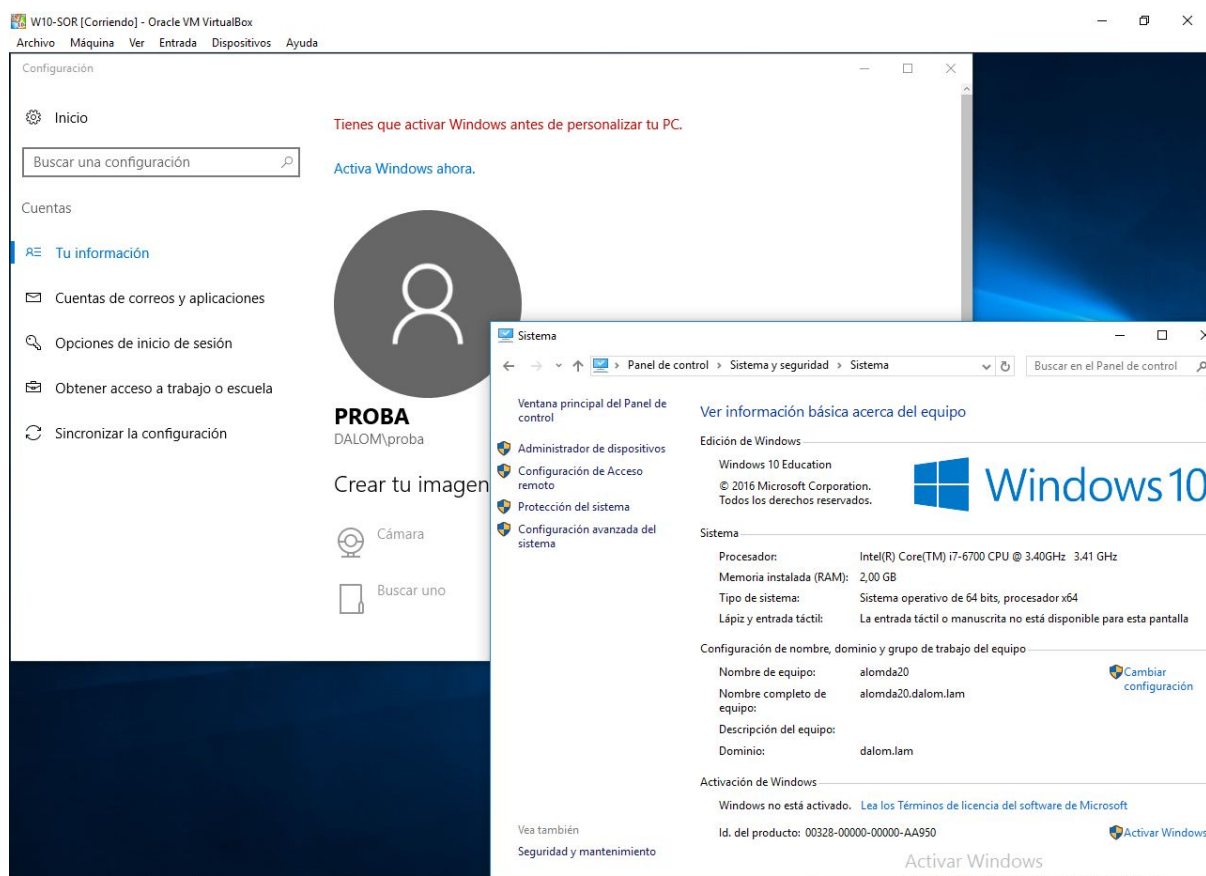 W10-SOR [Corriendo] - Oracle VM VirtualBox
Archivo Máquina Ver Entrada Dispositivos Ayuda
Configuración
Inicio
Buscar una configuración
Cuentas
Tu información
Cuentas de correos y aplicaciones
Opciones de inicio de sesión
Obtener acceso a trabajo o escuela
Sincronizar la configuración
Tienes que activar Windows antes de personalizar tu PC.
Activa Windows ahora.
PROBA
DALOM\proba
Crear tu imagen
Cámara
Buscar uno
Sistema
Panel de control > Sistema y seguridad > Sistema
Buscar en el Panel de control
Ventana principal del Panel de
control
Administrador de dispositivos
Configuración de Acceso
remoto
Protección del sistema
Configuración avanzada del
sistema
Vea también
Seguridad y mantenimiento
Ver información básica acerca del equipo
Edición de Windows
Windows 10 Education
© 2016 Microsoft Corporation.
Todos los derechos reservados.
Windows 10
Sistema
Procesador: Intel(R) Core(TM) i7-6700 CPU @ 3.40GHz 3.41 GHz
Memoria instalada (RAM): 2,00 GB
Tipo de sistema: Sistema operativo de 64 bits, procesador x64
Lápiz y entrada táctil: La entrada táctil o manuscrita no está disponible para esta pantalla
Configuración de nombre, dominio y grupo de trabajo del equipo
Nombre de equipo: alomda20
Cambiar
configuración
Nombre completo de
equipo: alomda20.dalom.lam
Descripción del equipo:
Dominio: dalom.lam
Activación de Windows
Windows no está activado. Lea los Términos de licencia del software de Microsoft
Id. del producto: 00328-00000-00000-AA950
Activar Windows
Activar Windows